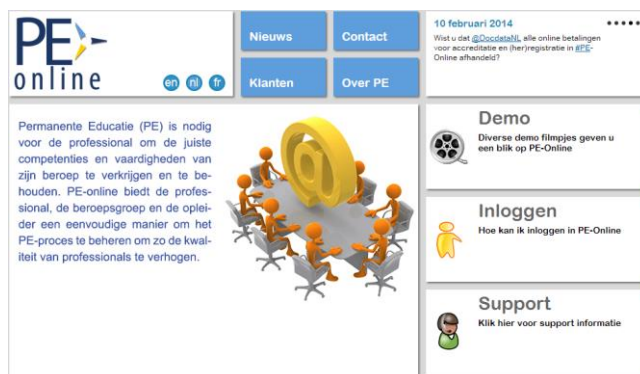 PE
online
en nl fr
Nieuws
Contact
Klanten
Over PE
10 februari 2014
Wist u dat @DocdataNL alle online betalingen
voor accreditatie en (her)registratie in #PE-
Online afhandeld?
Permanente Educatie (PE) is nodig
voor de professional om de juiste
competenties en vaardigheden van
zijn beroep te verkrijgen en te be-
houden. PE-online biedt de profes-
sional, de beroepsgroep en de oplei-
der een eenvoudige manier om het
PE-proces te beheren om zo de kwal-
iteit van professionals te verhogen.
@
Demo
Diverse demo filmpjes geven u
een blik op PE-Online
Inloggen
Hoe kan ik inloggen in PE-Online
Support
Klik hier voor support informatie